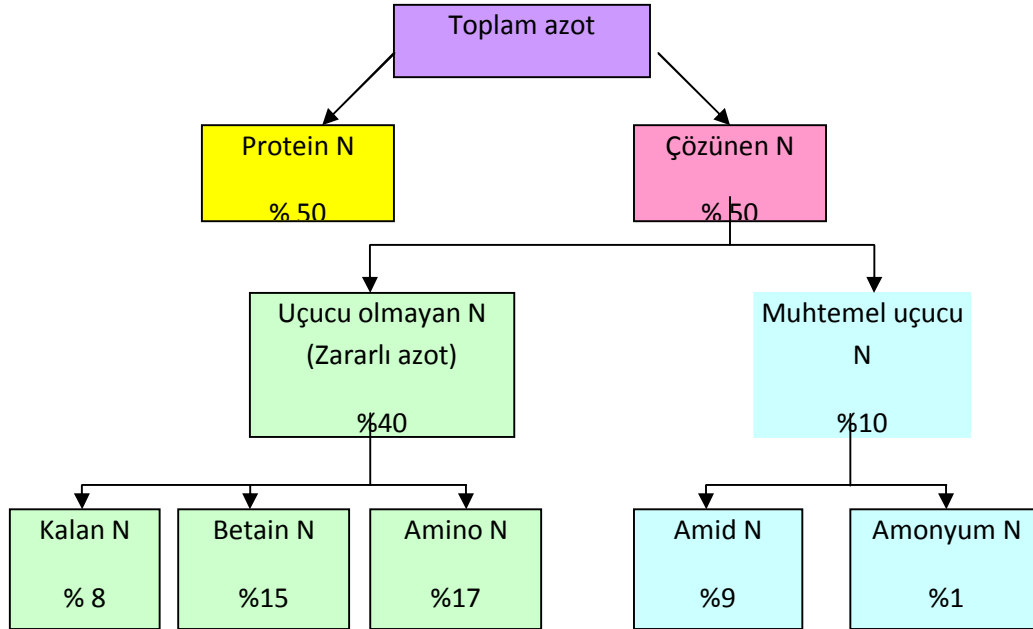 Toplam azot
Protein N
% 50
Çözünen N
% 50
Uçucu olmayan N
(Zararlı azot)
%40
Muhtemel uçucu
N
%10
Kalan N
% 8
Betain N
%15
Amino N
%17
Amid N
%9
Amonyum N
%1